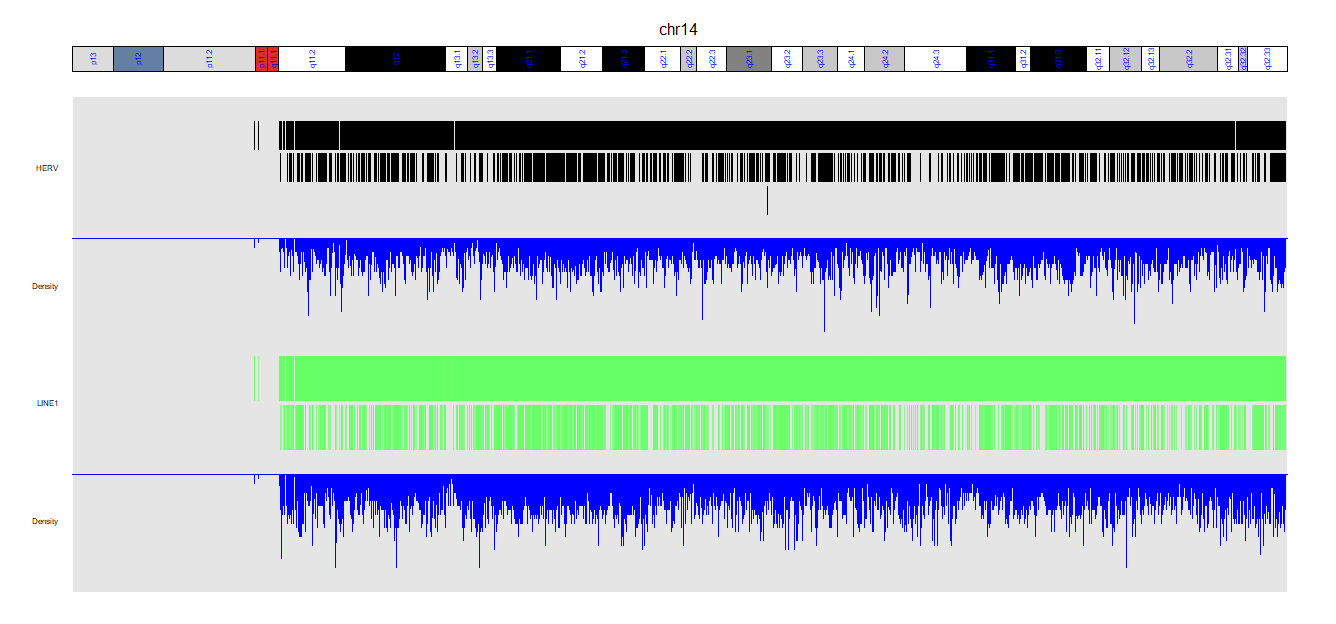 chr14
p13
p12
p11.2
p11.1
q11.1
q11.2
q12
q13.1
q13.2
q13.3
q21.1
q21.2
q21.3
q22.1
q22.2
q22.3
q23.1
q23.2
q23.3
q24.1
q24.2
q24.3
q31.1
q31.2
q31.3
q32.11
q32.12
q32.13
q32.2
q32.31
q32.32
q32.33
HERV
Density
LINE1
Density